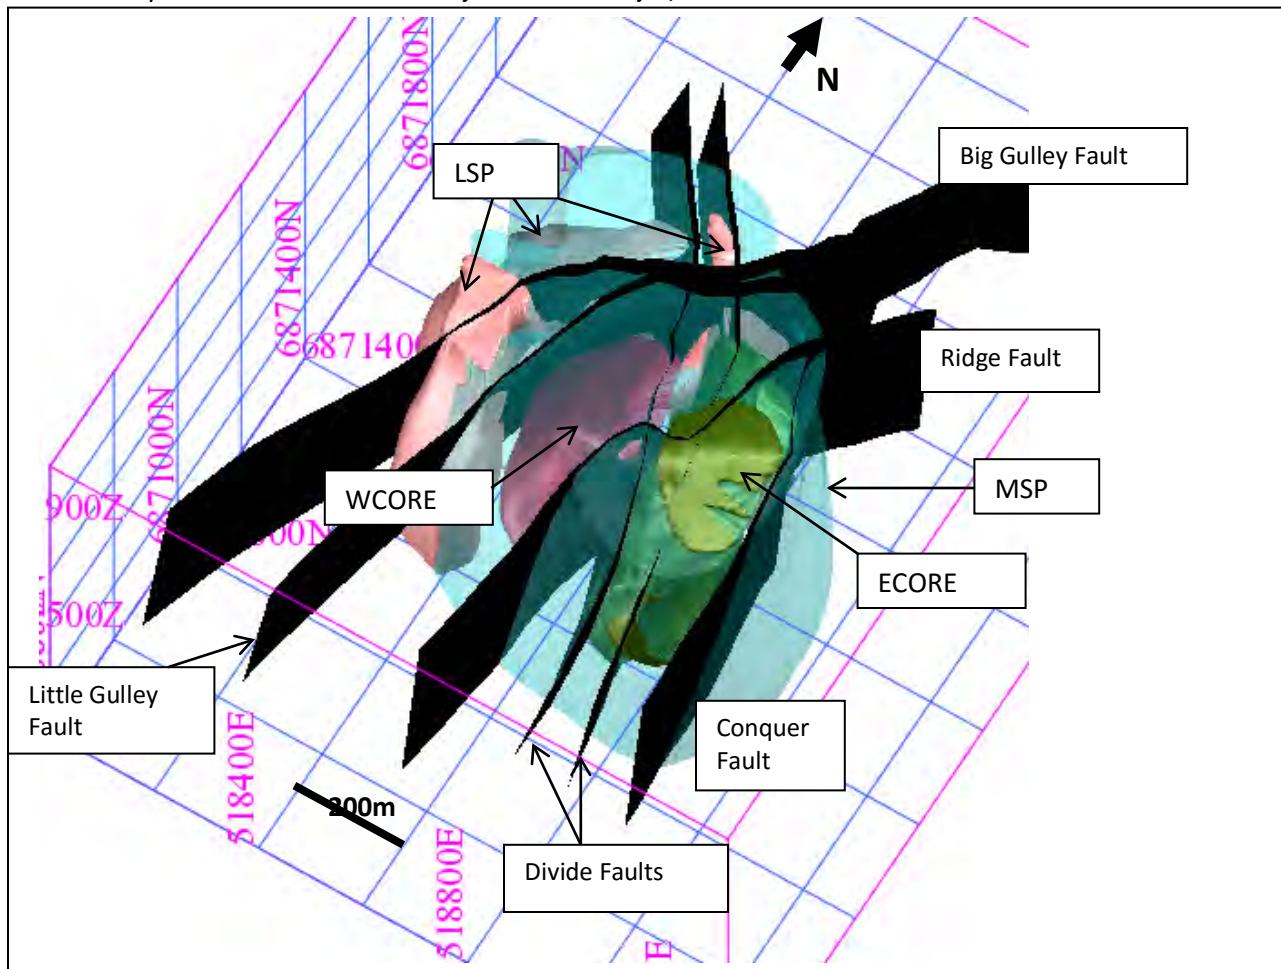 6871800N
N
Big Gulley Fault
LSP
N
6871400N
6871400
Ridge Fault
6871000N
WCORE
MSP
900Z
00N
ECORE
500Z
Little Gulley
Fault
Conquer
Fault
518400E
200m
518800E
Divide Faults
E